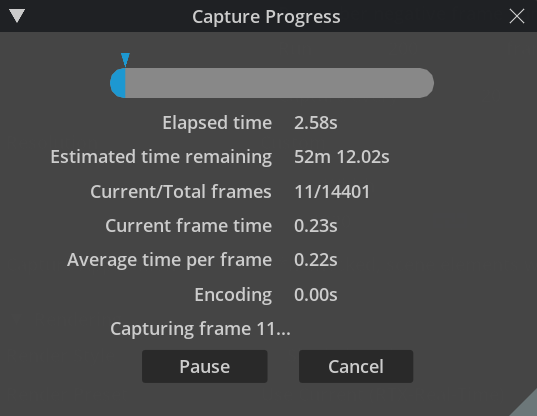 Capture Progress
Elapsed time 2.58s
Estimated time remaining 52m 12.02s
Current/Total frames 11/14401
Current frame time 0.23s
Average time per frame 0.22s
Encoding 0.00s
Capturing frame 11...
Pause Cancel